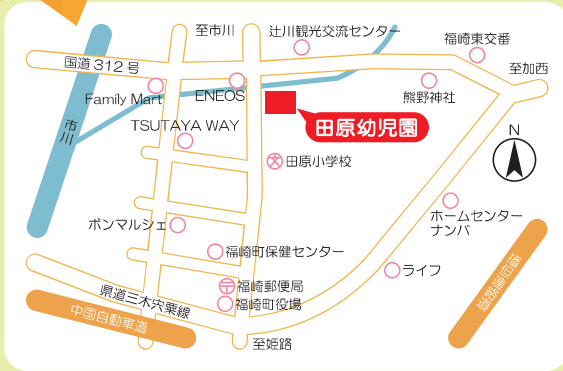 至市川
辻川観光交流センター
福崎東交番
国道312号
至加西
Family Mart
ENEOS
熊野神社
市川
TSUTAYA WAY
田原幼児園
N
文
田原小学校
ボンマルシェ
ホームセンター
ナンバ
福崎町保健センター
ライフ
福崎郵便局
県道三木宍粟線
福崎町役場
中国自動車道
至姫路